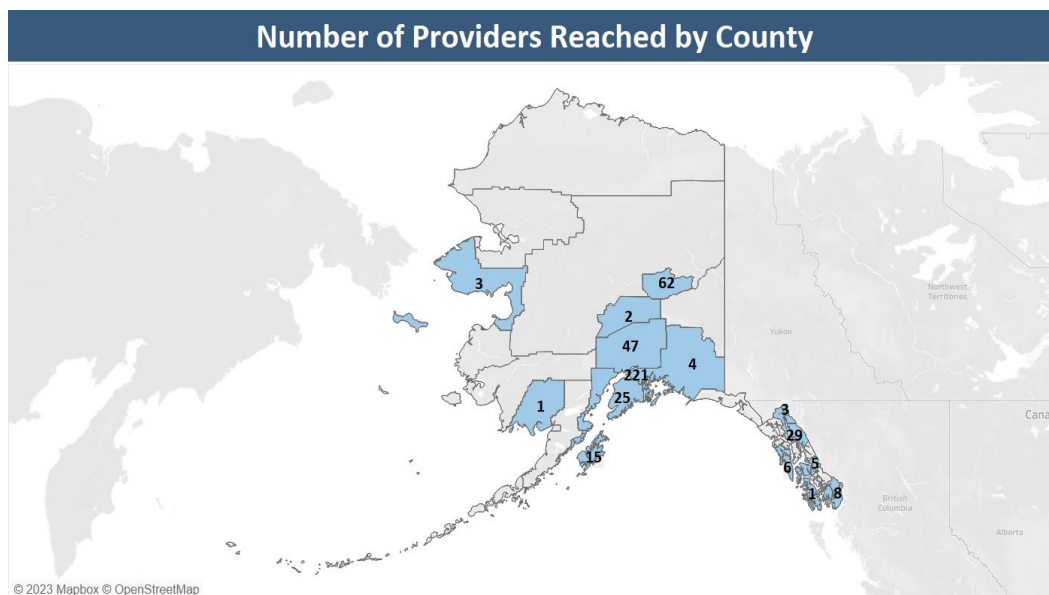 Number of Providers Reached by County
3
62
2
47
4
221
25
1
15
3
29
6
5
1
8
Northwest
Territories
Yukon
Cana
British
Columbia
Alberta
© 2023 Mapbox © OpenStreetMap